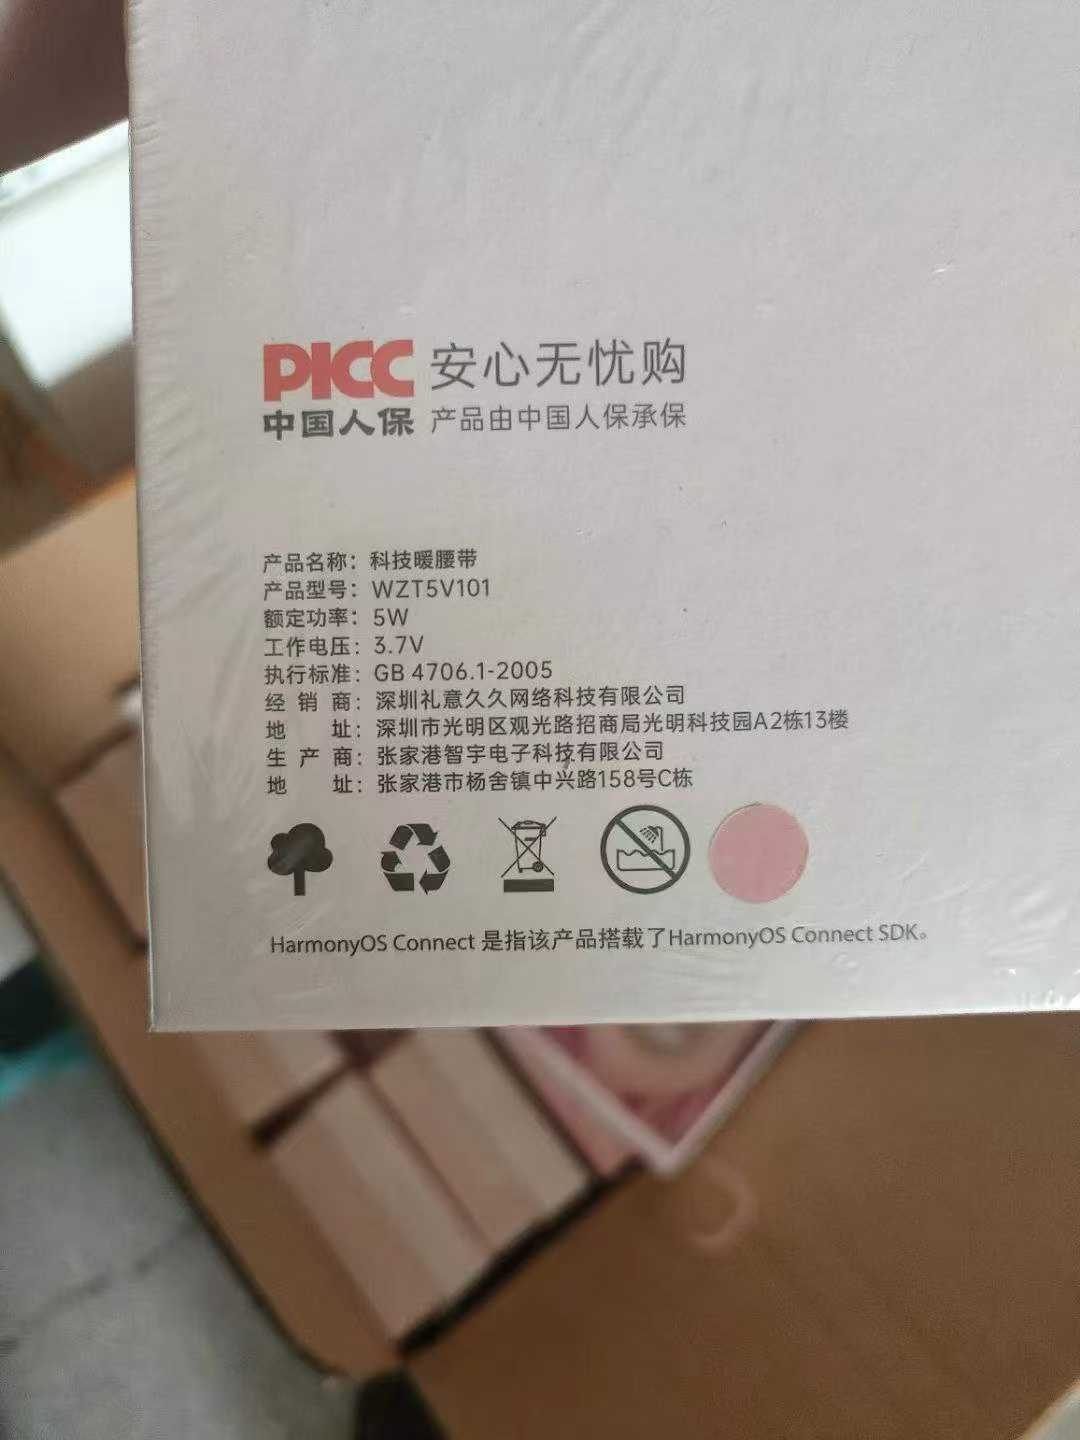 PICC 安心无忧购
中国人保 产品由中国人保承保
产品名称：科技暖腰带
产品型号：WZT5V101
额定功率：5W
工作电压：3.7V
执行标准：GB 4706.1-2005
经销商：深圳礼意久久网络科技有限公司
地址：深圳市光明区观光路招商局光明科技园A2栋13楼
生产商：张家港智宇电子科技有限公司
地址：张家港市杨舍镇中兴路158号C栋
HarmonyOS Connect 是指该产品搭载了HarmonyOS Connect SDK。